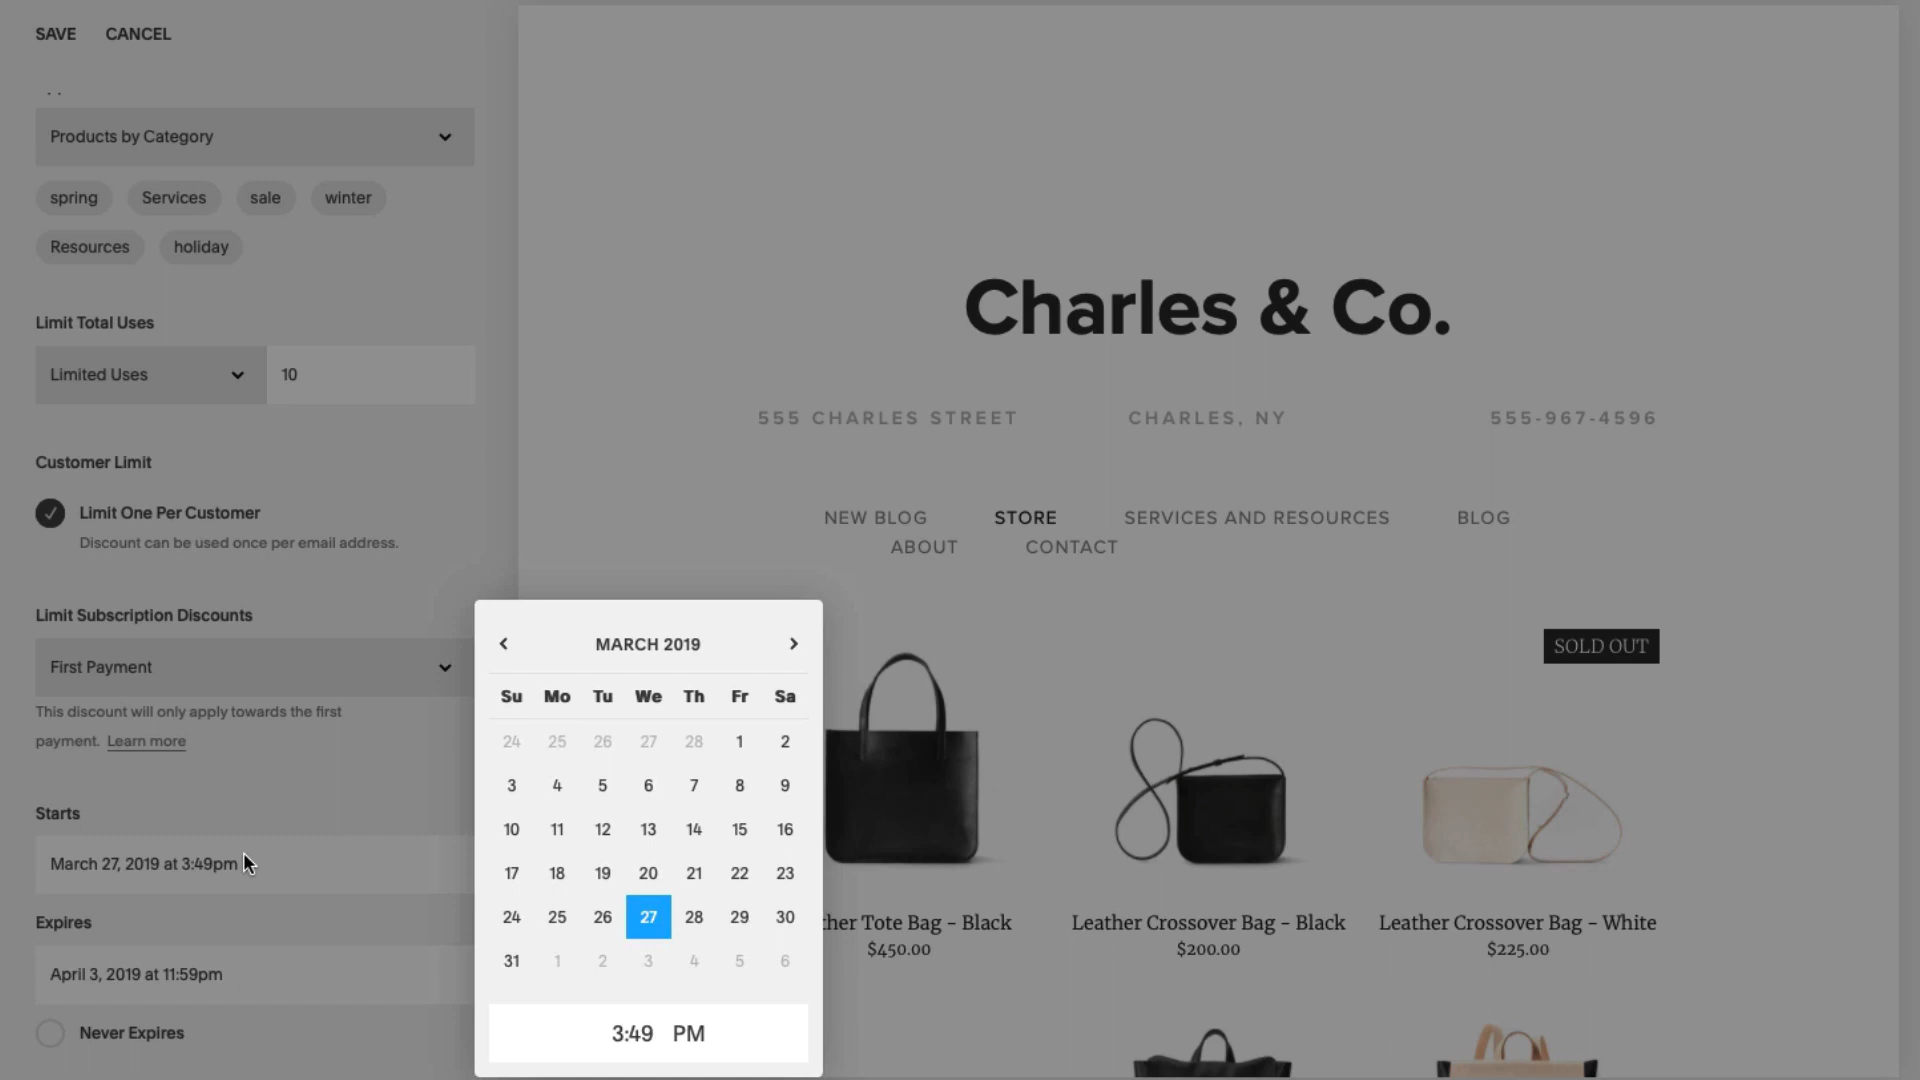 SAVE CANCEL
Products by Category
spring Services sale winter
Resources holiday
Limit Total Uses
Limited Uses 10
Customer Limit
Limit One Per Customer
Discount can be used once per email address.
Limit Subscription Discounts
First Payment
This discount will only apply towards the first
payment. Learn more
Starts
March 27, 2019 at 3:49pm
Expires
April 3, 2019 at 11:59pm
Never Expires
MARCH 2019
Su Mo Tu We Th Fr Sa
24 25 26 27 28 1 2
3 4 5 6 7 8 9
10 11 12 13 14 15 16
17 18 19 20 21 22 23
24 25 26 27 28 29 30
31 1 2 3 4 5 6
3:49 PM
Charles & Co.
555 CHARLES STREET CHARLES, NY 555-967-4596
NEW BLOG STORE SERVICES AND RESOURCES BLOG
ABOUT CONTACT
SOLD OUT
ther Tote Bag - Black
$450.00
Leather Crossover Bag - Black
$200.00
Leather Crossover Bag - White
$225.00